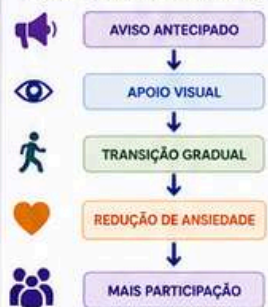 AVISO ANTECIPADO
APOIO VISUAL
TRANSIÇÃO GRADUAL
REDUÇÃO DE ANSIEDADE
MAIS PARTICIPAÇÃO